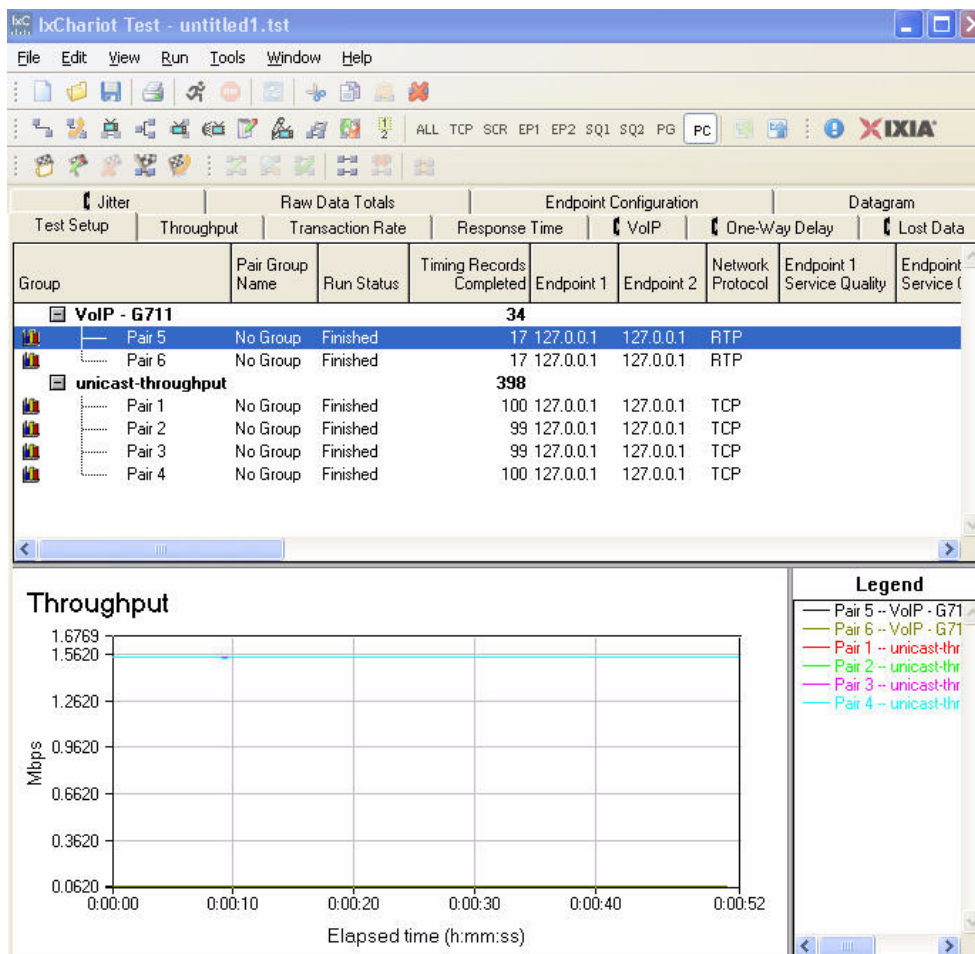 IxChariot Test - untitled1.tst
File Edit View Run Tools Window Help
ALL TCP SCR EP1 EP2 SQ1 SQ2 PG PC IXIA
Jitter Raw Data Totals Endpoint Configuration Datagram
Test Setup Throughput Transaction Rate Response Time VoIP One-Way Delay Lost Data
Group Pair Group Name Run Status Timing Records Completed Endpoint 1 Endpoint 2 Network Protocol Endpoint 1 Service Quality Endpoint Service
VoIP - G711 34
Pair 5 No Group Finished 17 127.0.0.1 127.0.0.1 RTP
Pair 6 No Group Finished 17 127.0.0.1 127.0.0.1 RTP
unicast-throughput 398
Pair 1 No Group Finished 100 127.0.0.1 127.0.0.1 TCP
Pair 2 No Group Finished 99 127.0.0.1 127.0.0.1 TCP
Pair 3 No Group Finished 99 127.0.0.1 127.0.0.1 TCP
Pair 4 No Group Finished 100 127.0.0.1 127.0.0.1 TCP
Throughput
1.6769
1.5620
1.2620
0.9620
0.6620
0.3620
0.0620
Mbps
0:00:00 0:00:10 0:00:20 0:00:30 0:00:40 0:00:52
Elapsed time (h:mm:ss)
Legend
Pair 5 -- VoIP - G71
Pair 6 -- VoIP - G71
Pair 1 -- unicast-thr
Pair 2 -- unicast-thr
Pair 3 -- unicast-thr
Pair 4 -- unicast-thr